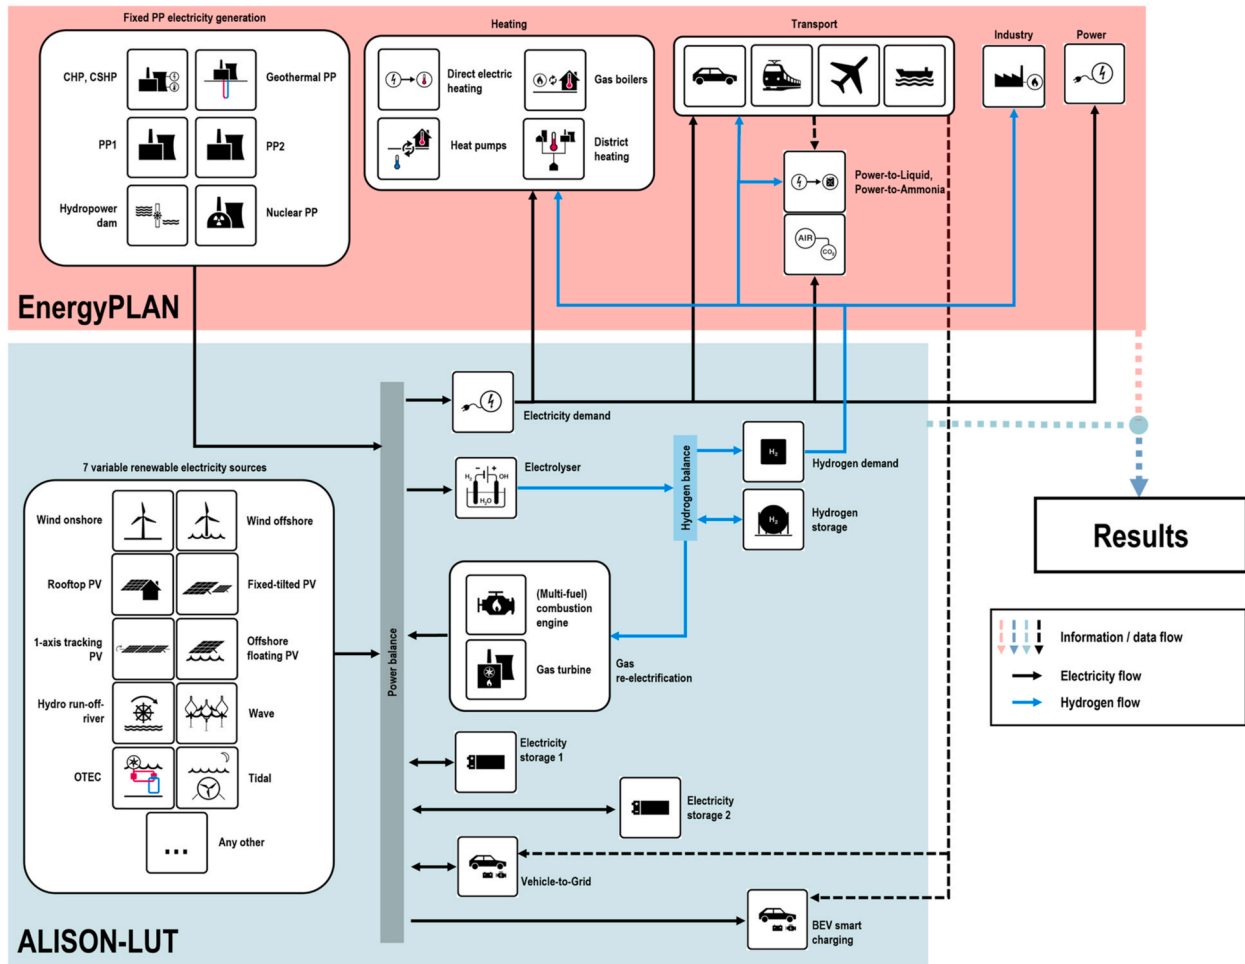 Fixed PP electricity generation
Heating
Transport
Industry
Power
CHP, CSHP
Geothermal PP
PP1
PP2
Hydropower
dam
Nuclear PP
Direct electric
heating
Gas boilers
Heat pumps
District
heating
Power-to-Liquid,
Power-to-Ammonia
AIR
CO₂
EnergyPLAN
Electricity demand
Electrolyser
H₂
OH
H₂O
Hydrogen balance
H₂
Hydrogen demand
H₂
Hydrogen
storage
Power balance
7 variable renewable electricity sources
Wind onshore
Wind offshore
Rooftop PV
Fixed-tilted PV
1-axis tracking
PV
Offshore
floating PV
Hydro run-off-
river
Wave
OTEC
Tidal
...
Any other
(Multi-fuel)
combustion
engine
Gas turbine
Gas
re-electrification
Electricity
storage 1
Electricity
storage 2
Vehicle-to-Grid
BEV smart
charging
ALISON-LUT
Results
Information / data flow
Electricity flow
Hydrogen flow